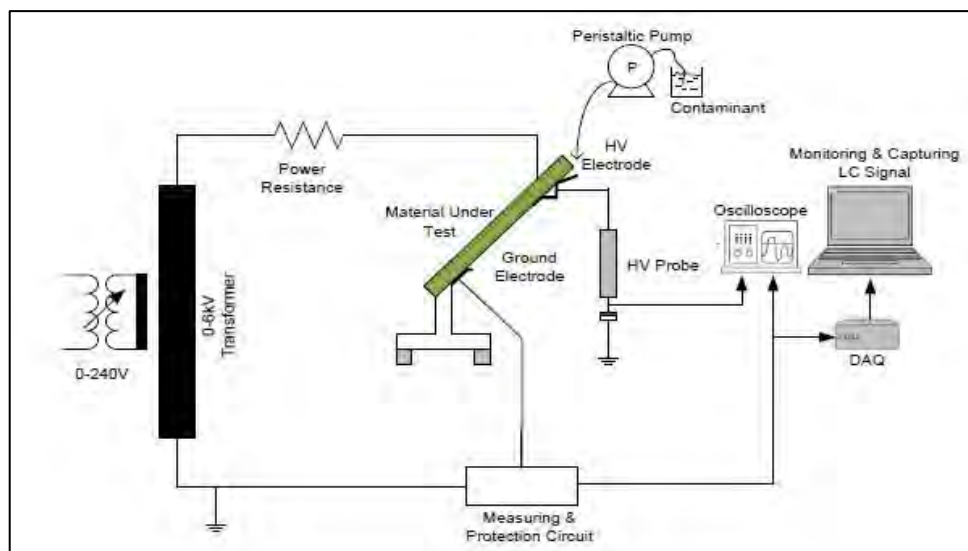 Peristaltic Pump
P
Contaminant
HV
Electrode
Monitoring & Capturing
LC Signal
Power
Resistance
Material Under
Test
Oscilloscope
Ground
Electrode
HV Probe
0-6kV
Transformer
0-240V
DAQ
Measuring &
Protection Circuit